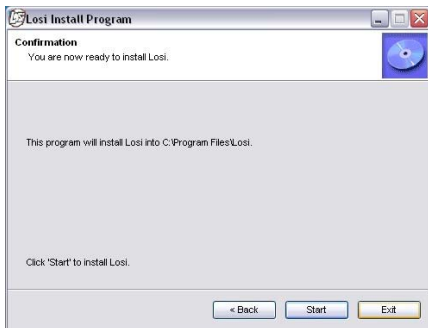 Losi Install Program
Confirmation
You are now ready to install Losi.
This program will install Losi into C:\Program Files\Losi.
Click 'Start' to install Losi.
« Back Start Exit